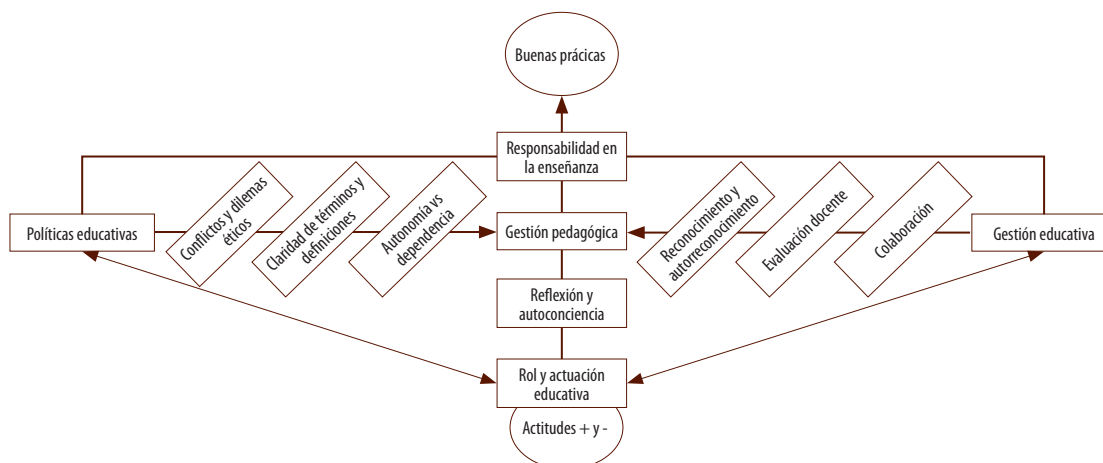 Buenas prácicas
Responsabilidad en
la enseñanza
Políticas educativas
Conflictos y dilemas
éticos
Claridad de términos y
definiciones
Autonomía vs
dependencia
Gestión pedagógica
Reconocimiento y
autorreconocimiento
Evaluación docente
Colaboración
Gestión educativa
Reflexión y
autoconciencia
Rol y actuación
educativa
Actitudes + y -